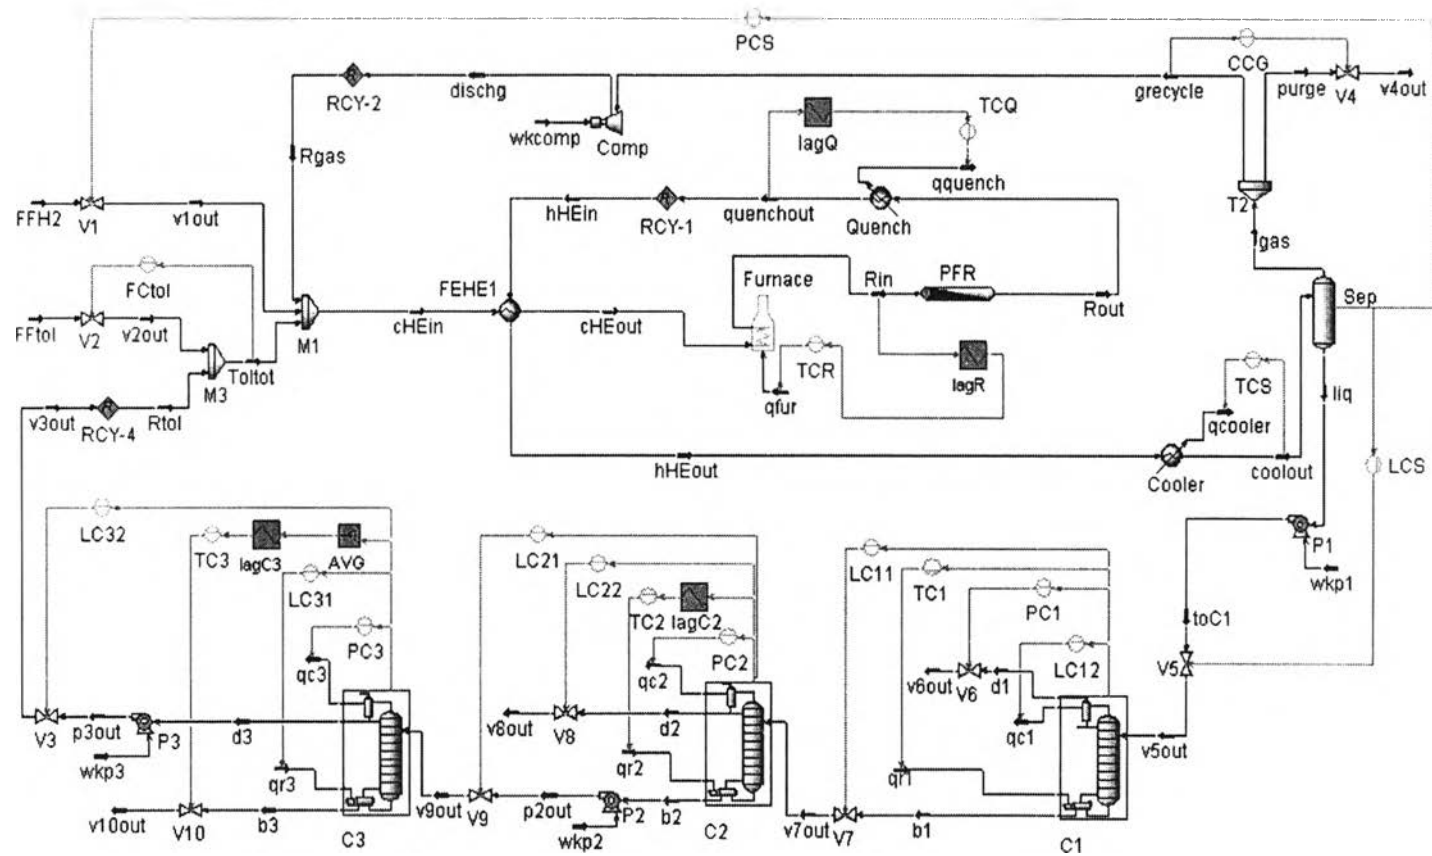 PCS
CCG
RCY-2
dischg
grecycle
purge
V4
v4out
TCQ
wkcomp
Comp
lagQ
Rgas
qquench
FFH2
V1
v1out
hHEin
RCY-1
quenchout
Quench
T2
gas
FCtol
FEHE1
Furnace
Rin
PFR
Sep
Rout
FFtol
V2
v2out
M1
cHEin
cHEout
M3
Toltot
TCR
lagR
TCS
liq
v3out
RCY-4
Rtol
qfur
qcooler
hHEout
Cooler
coolout
LCS
LC32
TC3
lagC3
AVG
LC21
LC11
P1
LC31
LC22
TC1
wkp1
TC2
lagC2
PC1
toC1
PC3
PC2
LC12
qc3
qc2
V5
v6out
V6
d1
V3
p3out
P3
d3
v8out
V8
d2
qc1
v5out
wkp3
qr3
qr2
qr1
v10out
V10
b3
v9out
V9
p2out
P2
b2
v7out
V7
b1
C3
wkp2
C2
C1